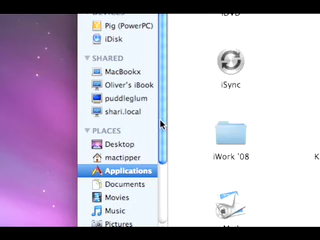 Pig (PowerPC)
iDisk
SHARED
MacBookx
Oliver's iBook
puddleglum
shari.local
PLACES
Desktop
mactipper
Applications
Documents
Movies
Music
Pictures
iDVD
iSync
iWork '08